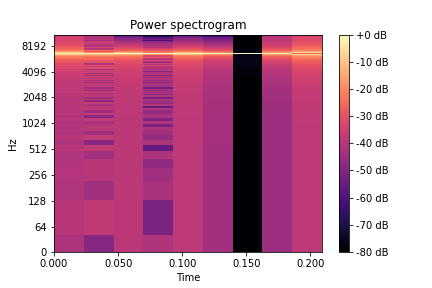 Power spectrogram
8192
4096
2048
1024
512
256
128
64
0
Hz
0.000 0.050 0.100 0.150 0.200
Time
+0 dB
-10 dB
-20 dB
-30 dB
-40 dB
-50 dB
-60 dB
-70 dB
-80 dB